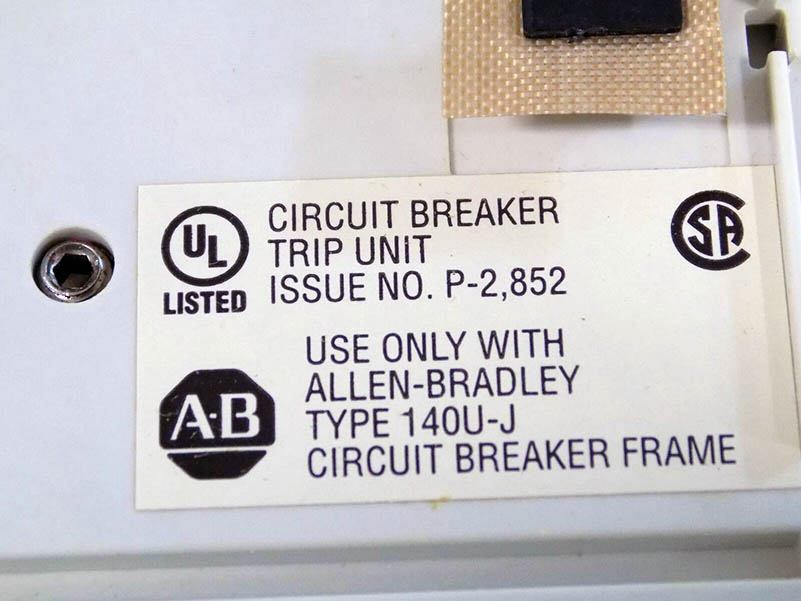 UL
LISTED
CIRCUIT BREAKER
TRIP UNIT
ISSUE NO. P-2,852
CSA
A-B
USE ONLY WITH
ALLEN-BRADLEY
TYPE 140U-J
CIRCUIT BREAKER FRAME